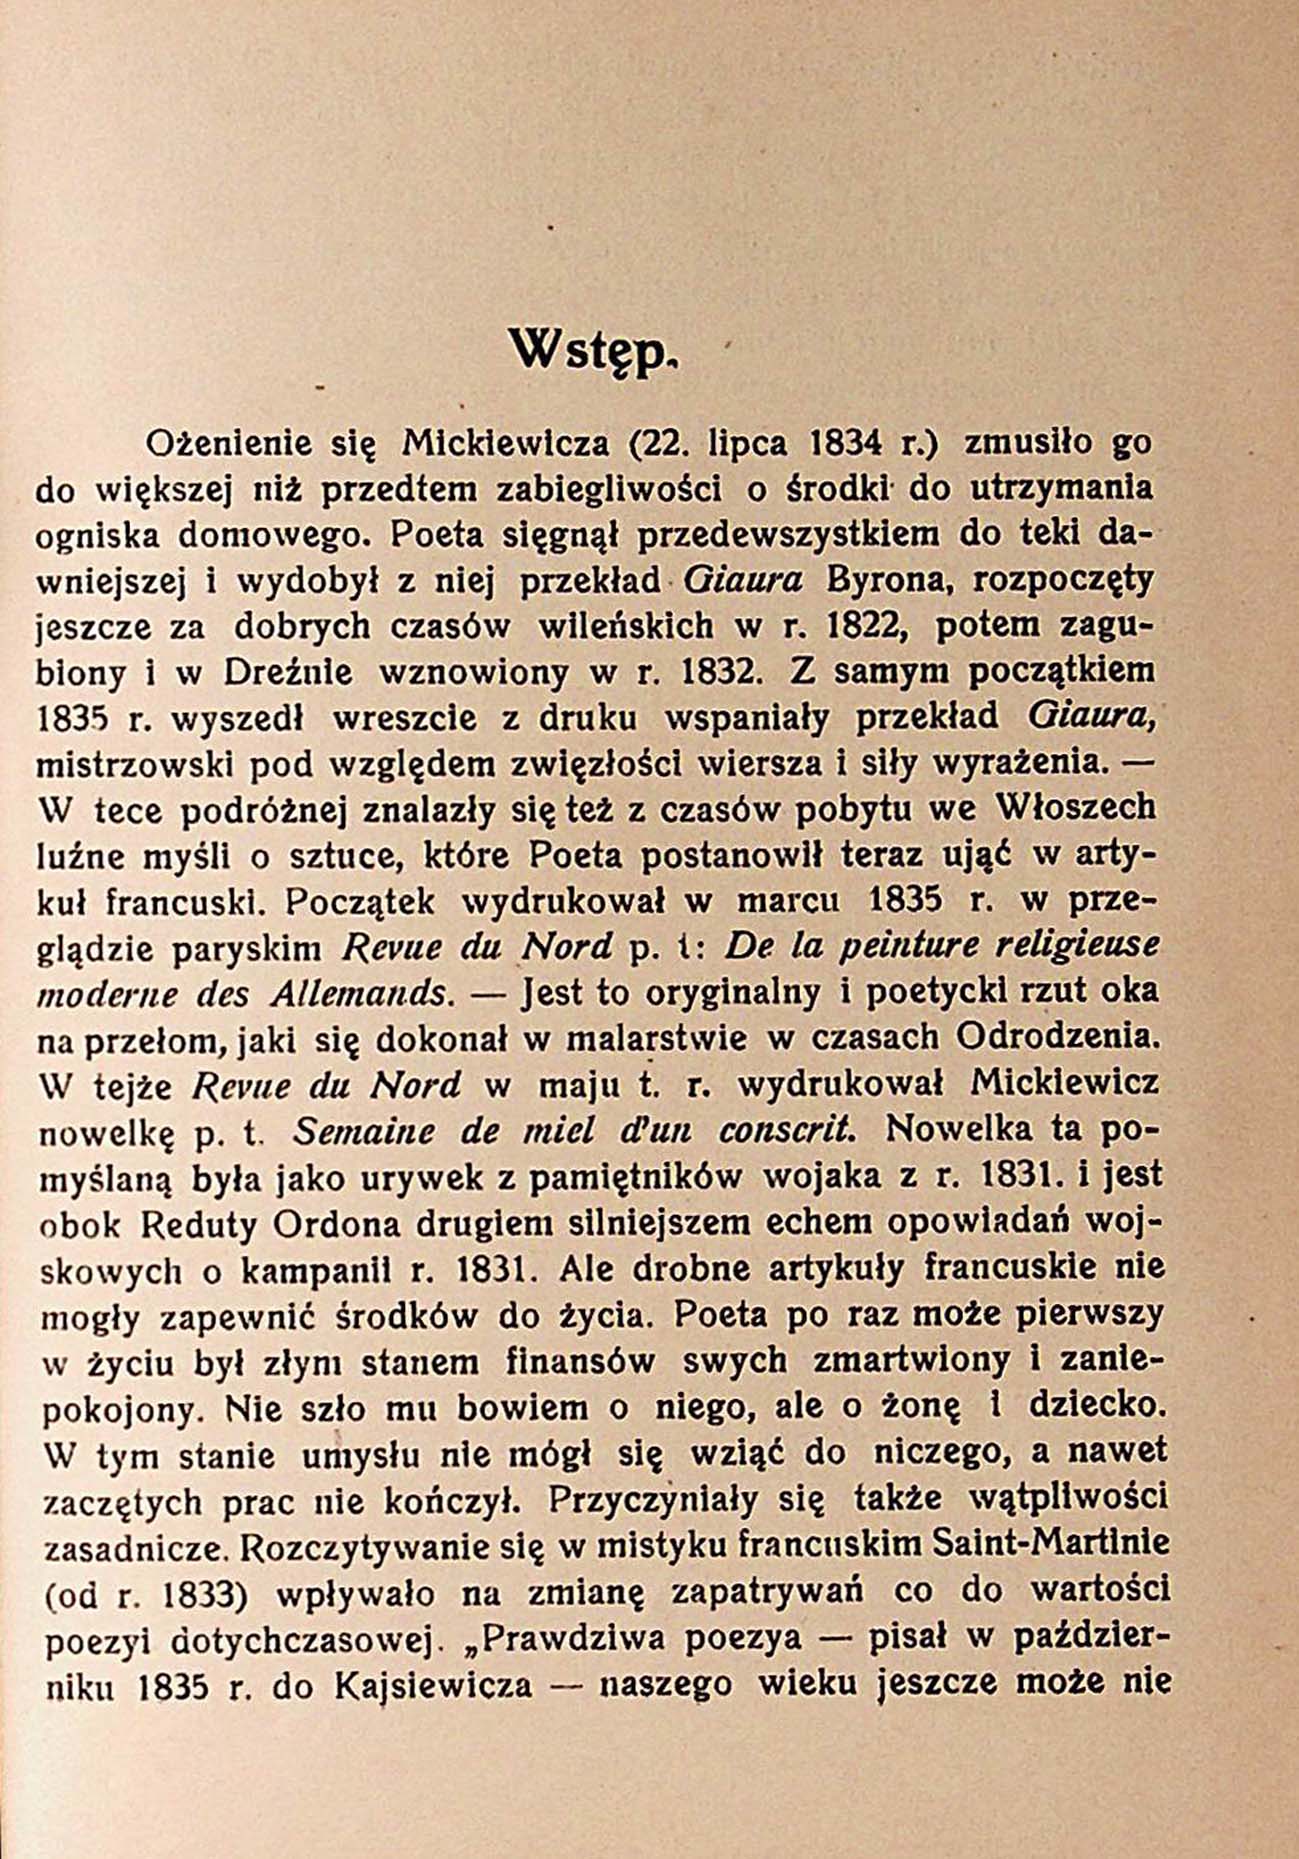 Wstęp.
Ożenienie się Mickiewicza (22. lipca 1834 r.) zmusiło go
do większej niż przedtem zabiegliwości o środki do utrzymania
ogniska domowego. Poeta sięgnął przedewszystkiem do teki da-
wniejszej i wydobył z niej przekład Giaura Byrona, rozpoczęty
jeszcze za dobrych czasów wileńskich w r. 1822, potem zagu-
biony i w Dreźnie wznowiony w r. 1832. Z samym początkiem
1835 r. wyszedł wreszcie z druku wspaniały przekład Giaura,
mistrzowski pod względem zwięzłości wiersza i siły wyrażenia. —
W tece podróżnej znalazły się też z czasów pobytu we Włoszech
luźne myśli o sztuce, które Poeta postanowił teraz ująć w arty-
kuł francuski. Początek wydrukował w marcu 1835 r. w prze-
glądzie paryskim Revue du Nord p. t: De la peinture religieuse
moderne des Allemands. — Jest to oryginalny i poetycki rzut oka
na przełom, jaki się dokonał w malarstwie w czasach Odrodzenia.
W tejże Revue du Nord w maju t. r. wydrukował Mickiewicz
nowelkę p. t. Semaine de miel d'un conscrit. Nowelka ta po-
myślaną była jako urywek z pamiętników wojaka z r. 1831. i jest
obok Reduty Ordona drugiem silniejszem echem opowiadań woj-
skowych o kampanii r. 1831. Ale drobne artykuły francuskie nie
mogły zapewnić środków do życia. Poeta po raz może pierwszy
w życiu był złym stanem finansów swych zmartwiony i zanie-
pokojony. Nie szło mu bowiem o niego, ale o żonę i dziecko.
W tym stanie umysłu nie mógł się wziąć do niczego, a nawet
zaczętych prac nie kończył. Przyczyniały się także wątpliwości
zasadnicze. Rozczytywanie się w mistyku francuskim Saint-Martinie
(od r. 1833) wpływało na zmianę zapatrywań co do wartości
poezyi dotychczasowej. „Prawdziwa poezya — pisał w paździer-
niku 1835 r. do Kajsiewicza — naszego wieku jeszcze może nie